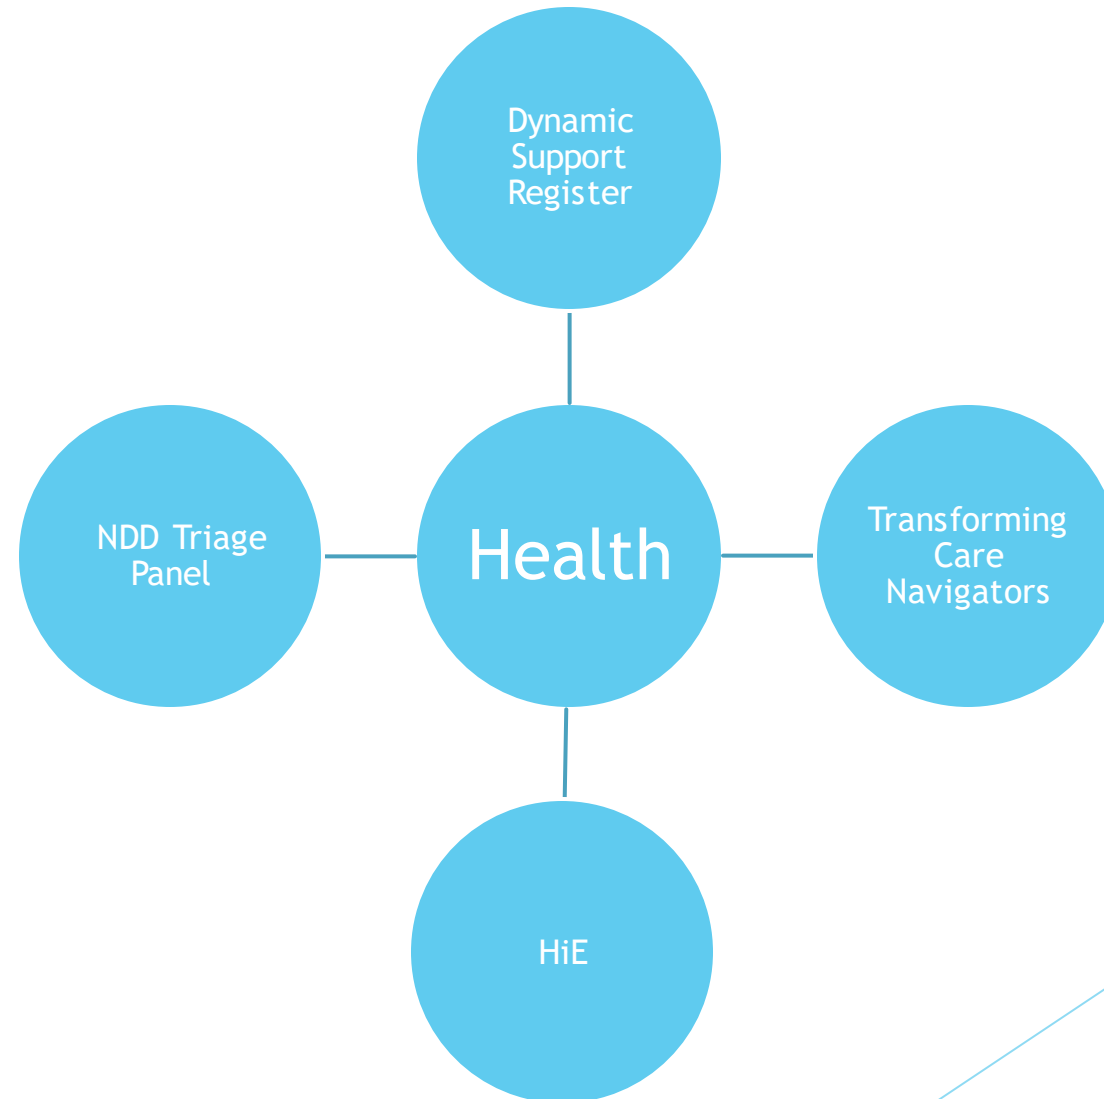 Dynamic
Support
Register
NDD Triage
Panel
Health
Transforming
Care
Navigators
HiE